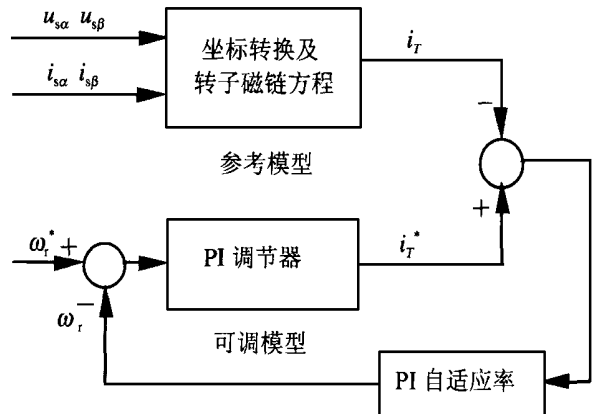 u_sα u_sβ
i_sα i_sβ
坐标转换及
转子磁链方程
i_T
−
参考模型
+
ω_r* +
PI 调节器
i_T*
ω_r −
可调模型
PI 自适应率